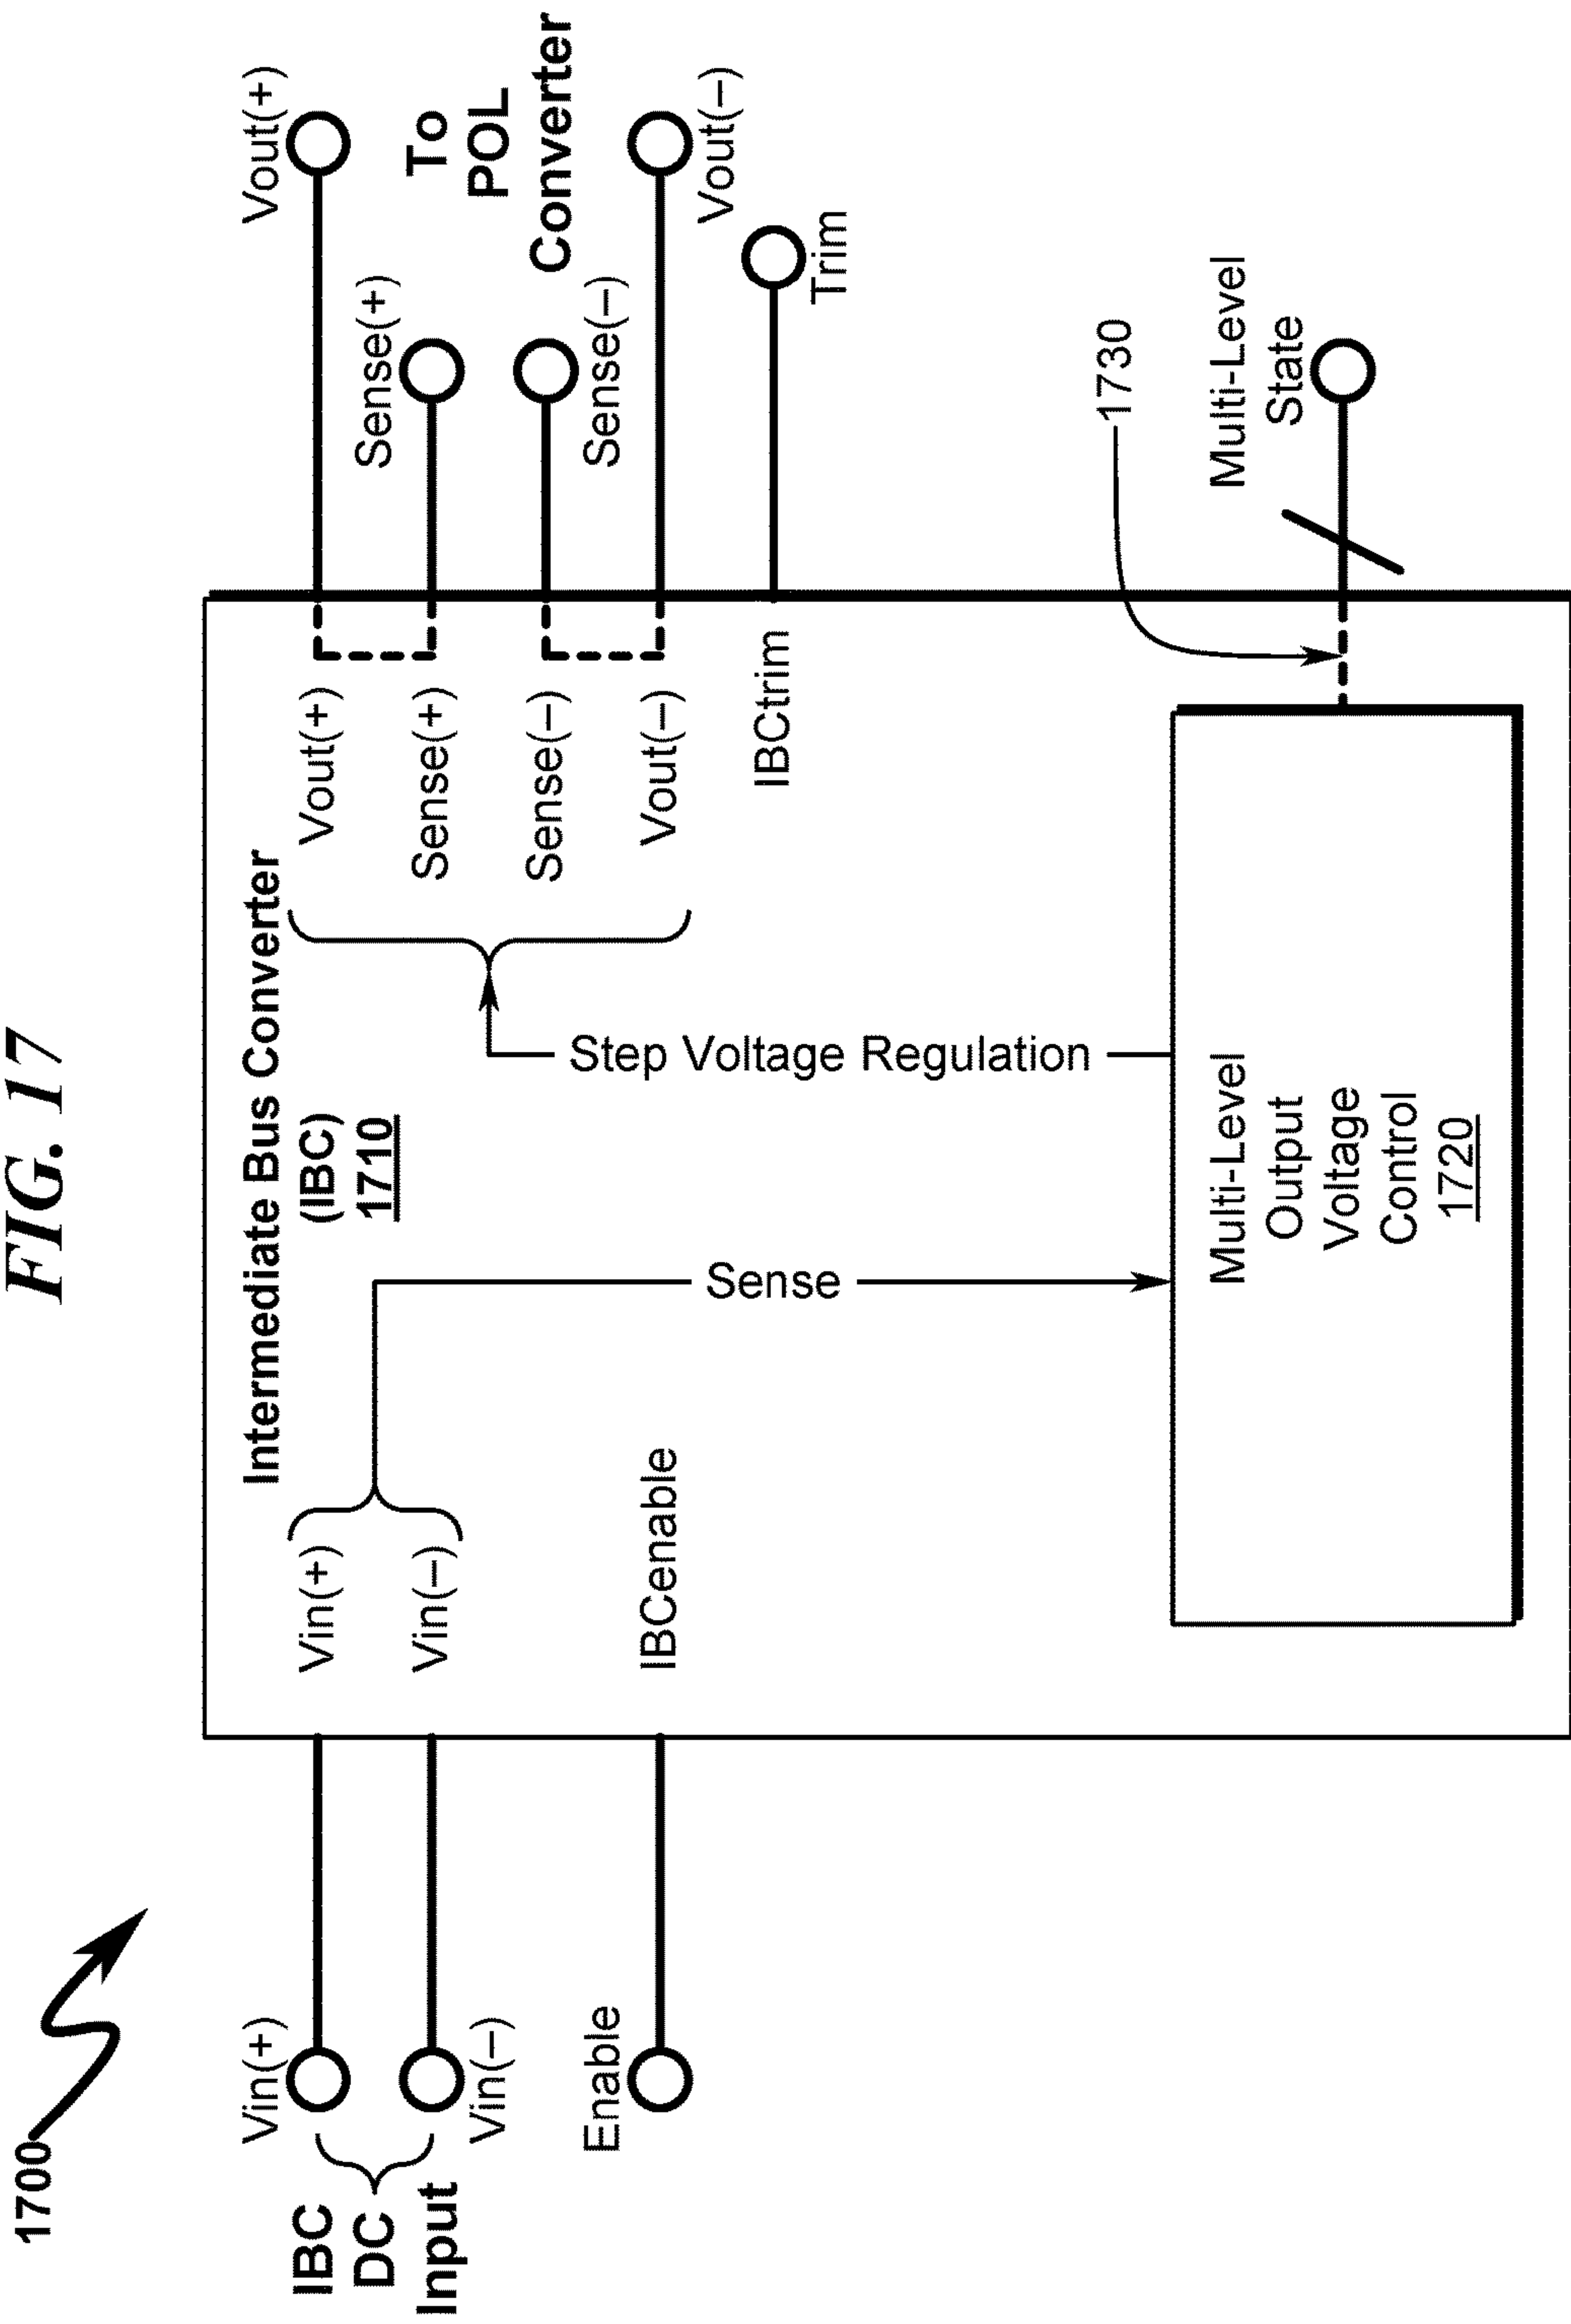 FIG. 17
1700
IBC
DC
Input
Vin(+)
Vin(–)
Enable
Intermediate Bus Converter
(IBC)
1710
Vin(+)
Vin(–)
IBCenable
Sense
Step Voltage Regulation
Vout(+)
Sense(+)
Sense(–)
Vout(–)
IBCtrim
Multi-Level
Output
Voltage
Control
1720
Vout(+)
Sense(+)
To
POL
Converter
Sense(–)
Vout(–)
Trim
1730
Multi-Level
State